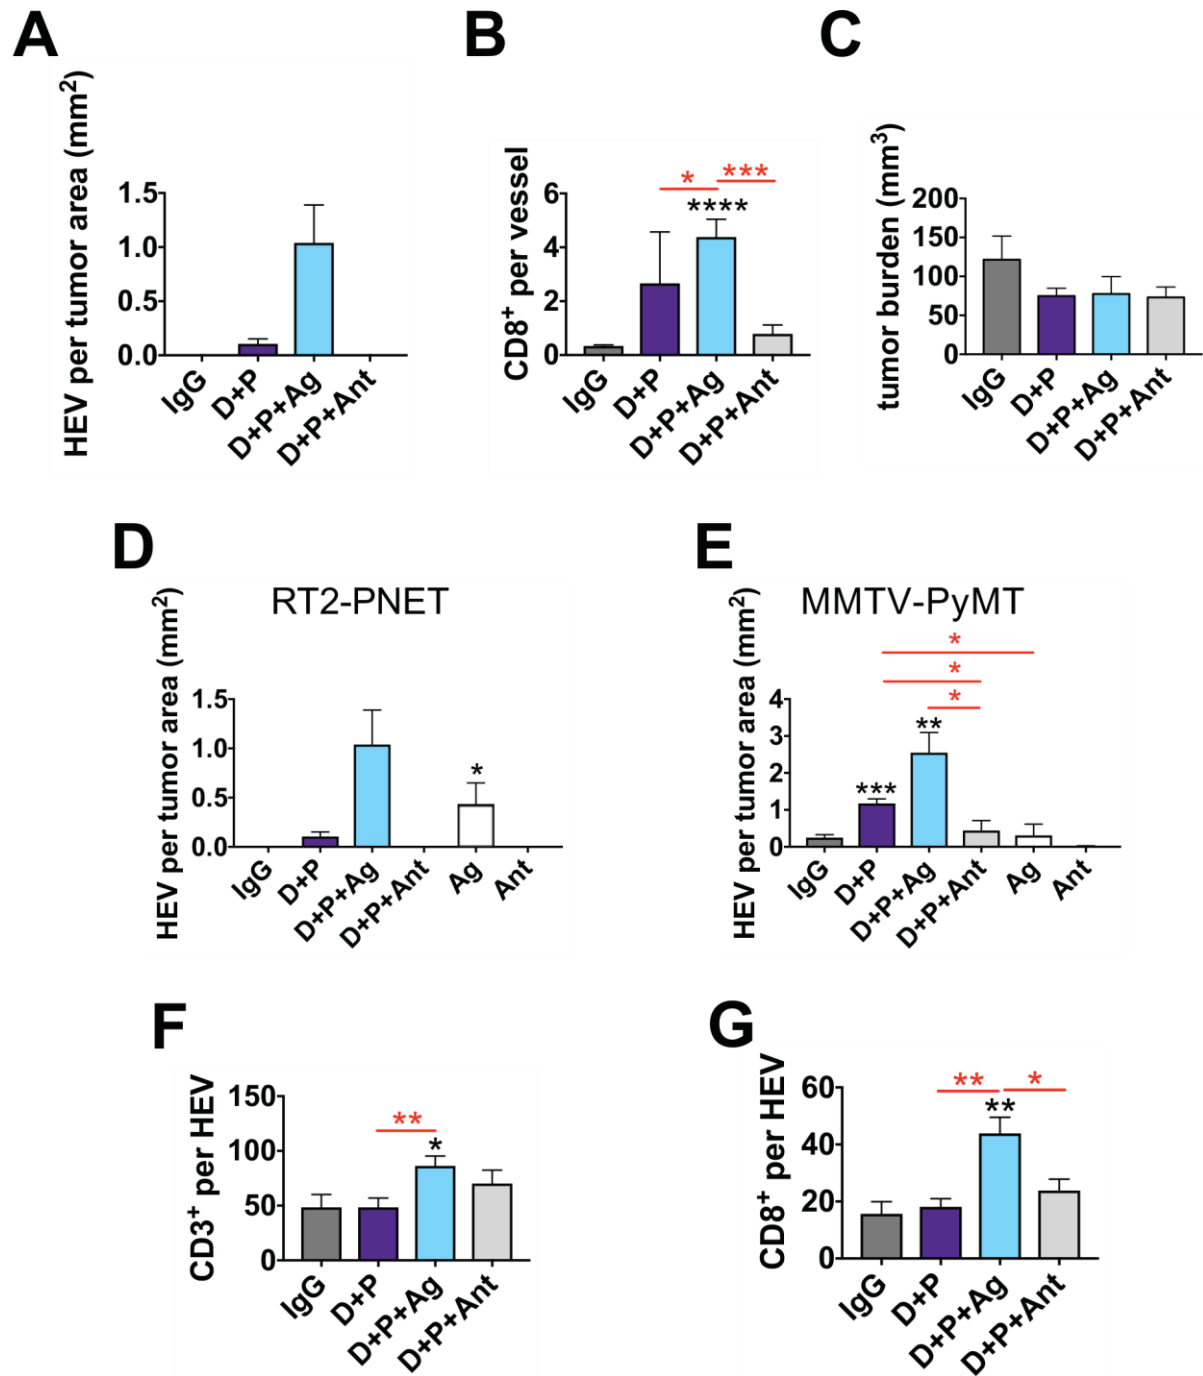 A
HEV per tumor area (mm²)
1.5
1.0
0.5
0.0
IgG
D+P
D+P+Ag
D+P+Ant
B
CD8⁺ per vessel
* ***
****
6
4
2
0
IgG
D+P
D+P+Ag
D+P+Ant
C
tumor burden (mm³)
200
150
100
50
0
IgG
D+P
D+P+Ag
D+P+Ant
D
RT2-PNET
HEV per tumor area (mm²)
1.5
1.0
0.5
0.0
*
IgG
D+P
D+P+Ag
D+P+Ant
Ag
Ant
E
MMTV-PyMT
HEV per tumor area (mm²)
*
*
*
**
***
4
3
2
1
0
IgG
D+P
D+P+Ag
D+P+Ant
Ag
Ant
F
CD3⁺ per HEV
**
*
150
100
50
0
IgG
D+P
D+P+Ag
D+P+Ant
G
CD8⁺ per HEV
** *
**
60
40
20
0
IgG
D+P
D+P+Ag
D+P+Ant